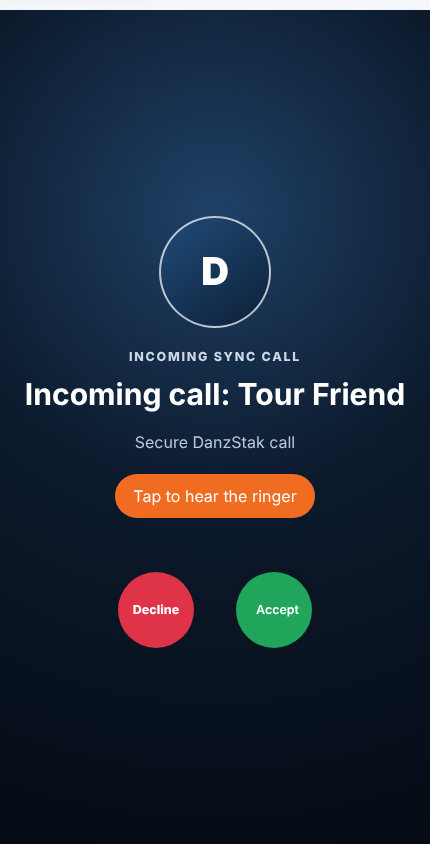 D
INCOMING SYNC CALL
Incoming call: Tour Friend
Secure DanzStak call
Tap to hear the ringer
Decline
Accept